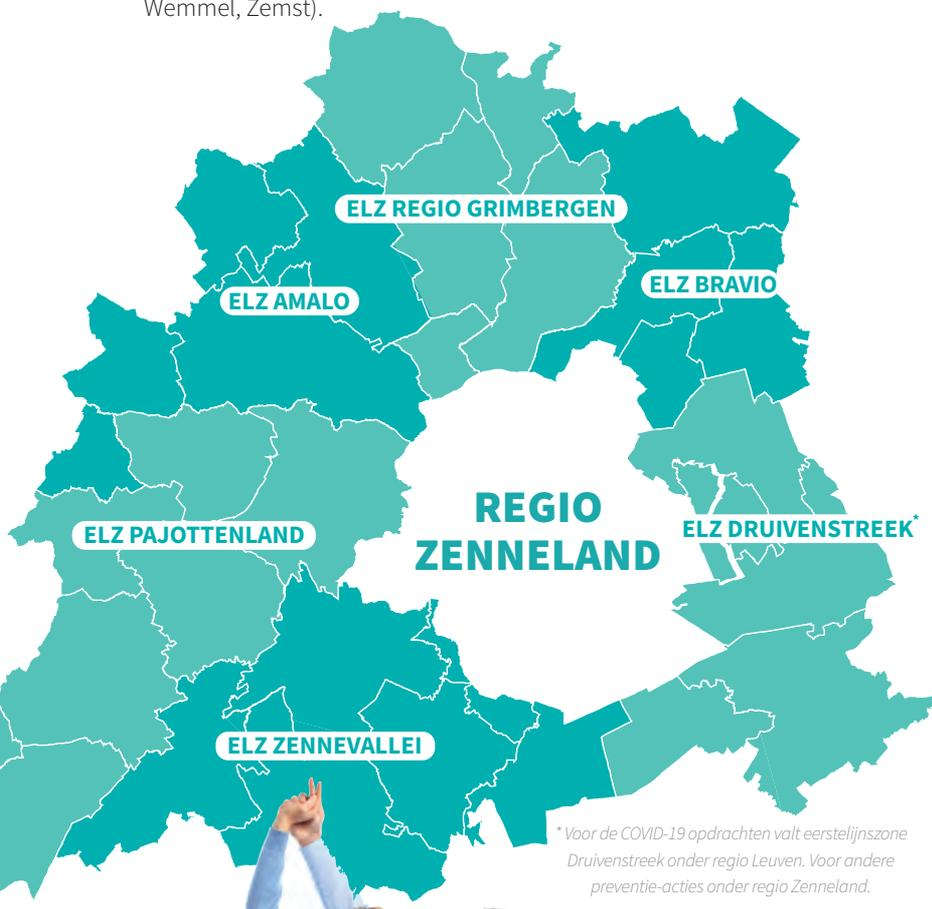 Wemmel, Zemst).
ELZ REGIO GRIMBERGEN
ELZ BRAVIO
ELZ AMALO
REGIO
ZENNELAND
ELZ DRUIVENSTREEK*
ELZ PAJOTTENLAND
ELZ ZENNEVALLEI
* Voor de COVID-19 opdrachten valt eerstelijnszone
Druivenstreek onder regio Leuven. Voor andere
preventie-acties onder regio Zenneland.